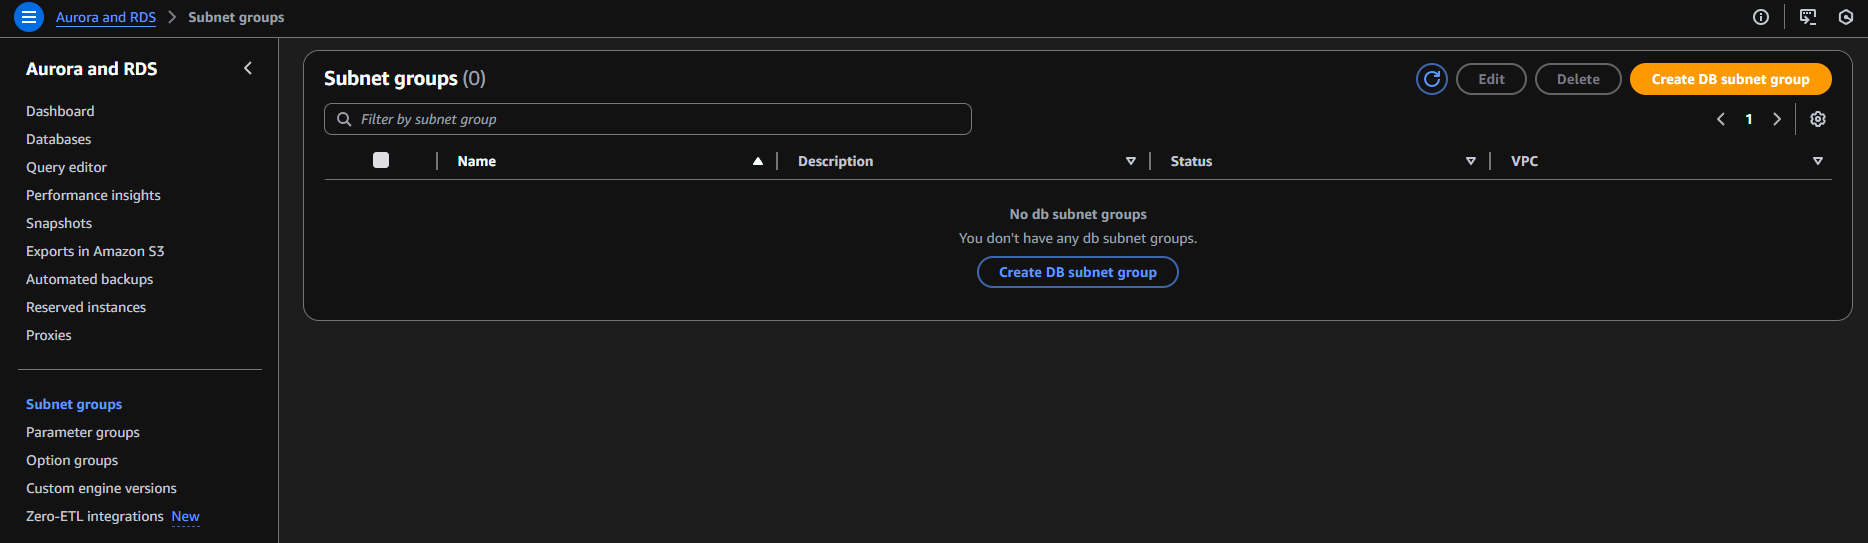 Aurora and RDS > Subnet groups
Aurora and RDS
Dashboard
Databases
Query editor
Performance insights
Snapshots
Exports in Amazon S3
Automated backups
Reserved instances
Proxies
Subnet groups
Parameter groups
Option groups
Custom engine versions
Zero-ETL integrations New
Subnet groups (0)
Edit Delete Create DB subnet group
Filter by subnet group
1
Name Description Status VPC
No db subnet groups
You don't have any db subnet groups.
Create DB subnet group